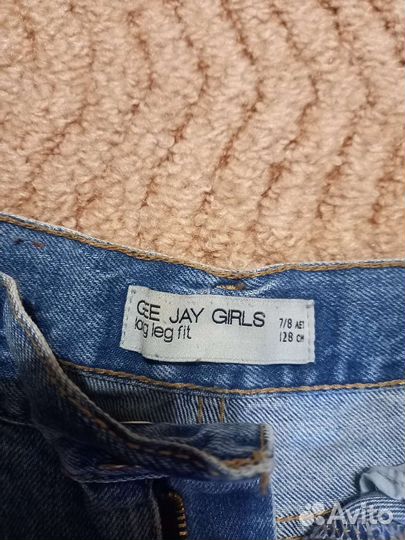 GEE JAY GIRLS
leg fit
7/8 ЛЕТ
128 СМ
Avito